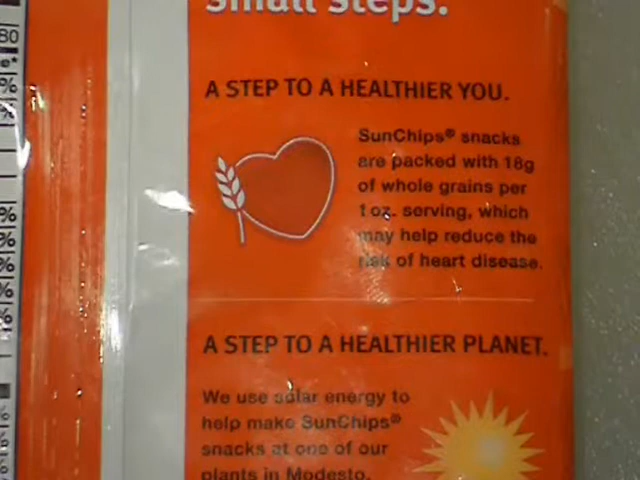 small steps.
A STEP TO A HEALTHIER YOU.
SunChips® snacks
are packed with 18g
of whole grains per
1 oz. serving, which
may help reduce the
risk of heart disease.
A STEP TO A HEALTHIER PLANET.
We use solar energy to
help make SunChips®
snacks at one of our
plants in Modesto,
80
e*
%
%
%
%
%
%
%
%